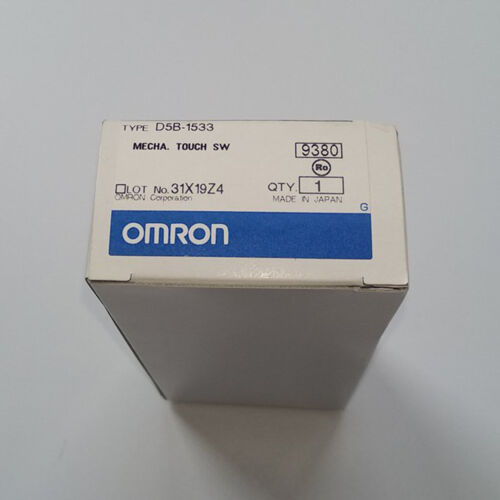 TYPE D5B-1533
MECHA. TOUCH SW
9380
Ro
LOT No. 31X19Z4
QTY. 1
OMRON Corporation
MADE IN JAPAN
G
OMRON